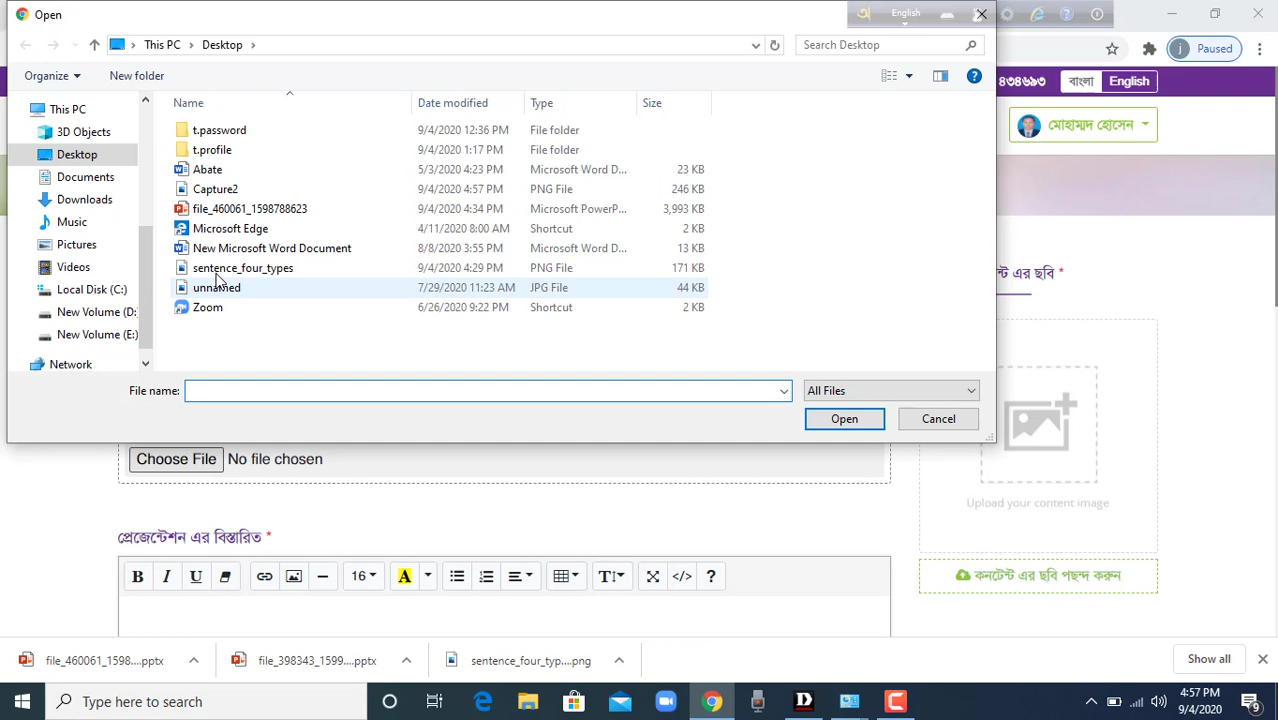 Open
অ English
This PC > Desktop >
Search Desktop
Paused
Organize
New folder
৪৩৪৬৯৩
বাংলা English
Name Date modified Type Size
মোহাম্মদ হোসেন
This PC
3D Objects
Desktop
Documents
Downloads
Music
Pictures
Videos
Local Disk (C:)
New Volume (D:
New Volume (E:)
Network
t.password 9/4/2020 12:36 PM File folder
t.profile 9/4/2020 1:17 PM File folder
Abate 5/3/2020 4:23 PM Microsoft Word D... 23 KB
Capture2 9/4/2020 4:57 PM PNG File 246 KB
file_460061_1598788623 9/4/2020 4:34 PM Microsoft PowerP... 3,993 KB
Microsoft Edge 4/11/2020 8:00 AM Shortcut 2 KB
New Microsoft Word Document 8/8/2020 3:55 PM Microsoft Word D... 13 KB
sentence_four_types 9/4/2020 4:29 PM PNG File 171 KB
unnamed 7/29/2020 11:23 AM JPG File 44 KB
Zoom 6/26/2020 9:22 PM Shortcut 2 KB
এর ছবি *
File name:
All Files
Open Cancel
Choose File No file chosen
Upload your content image
প্রেজেন্টেশন এর বিস্তারিত *
কনটেন্ট এর ছবি পছন্দ করুন
B I U 16 A T </> ?
file_460061_1598....pptx
file_398343_1599....pptx
sentence_four_typ....png
Show all
Type here to search
D
4:57 PM
9/4/2020
9